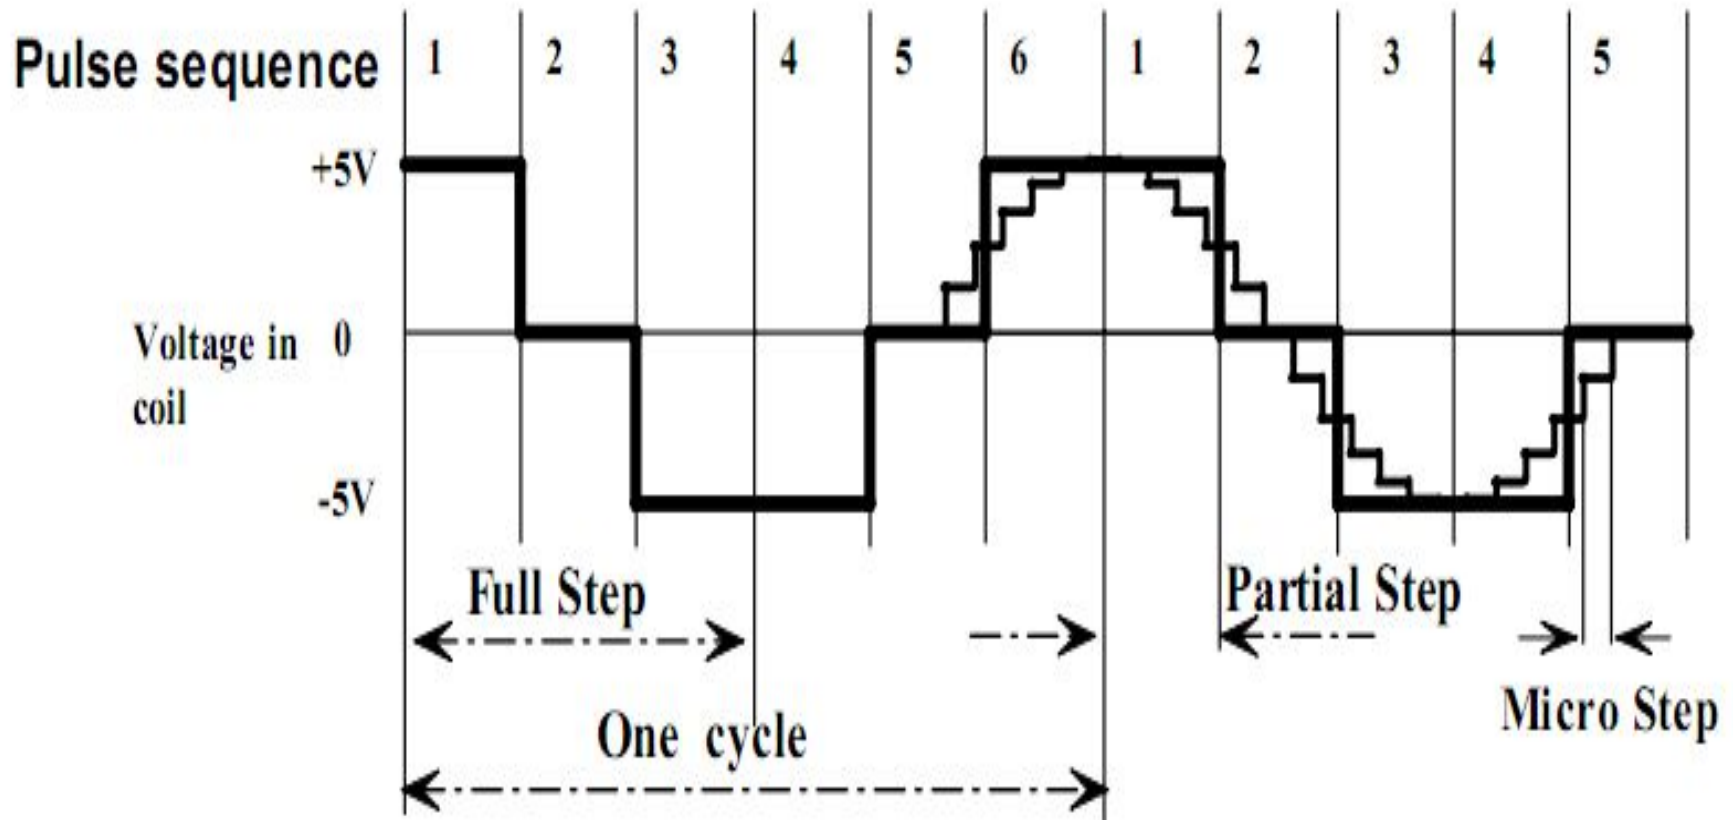 Pulse sequence 1 2 3 4 5 6 1 2 3 4 5
+5V
Voltage in 0
coil
-5V
Full Step Partial Step
Micro Step
One cycle